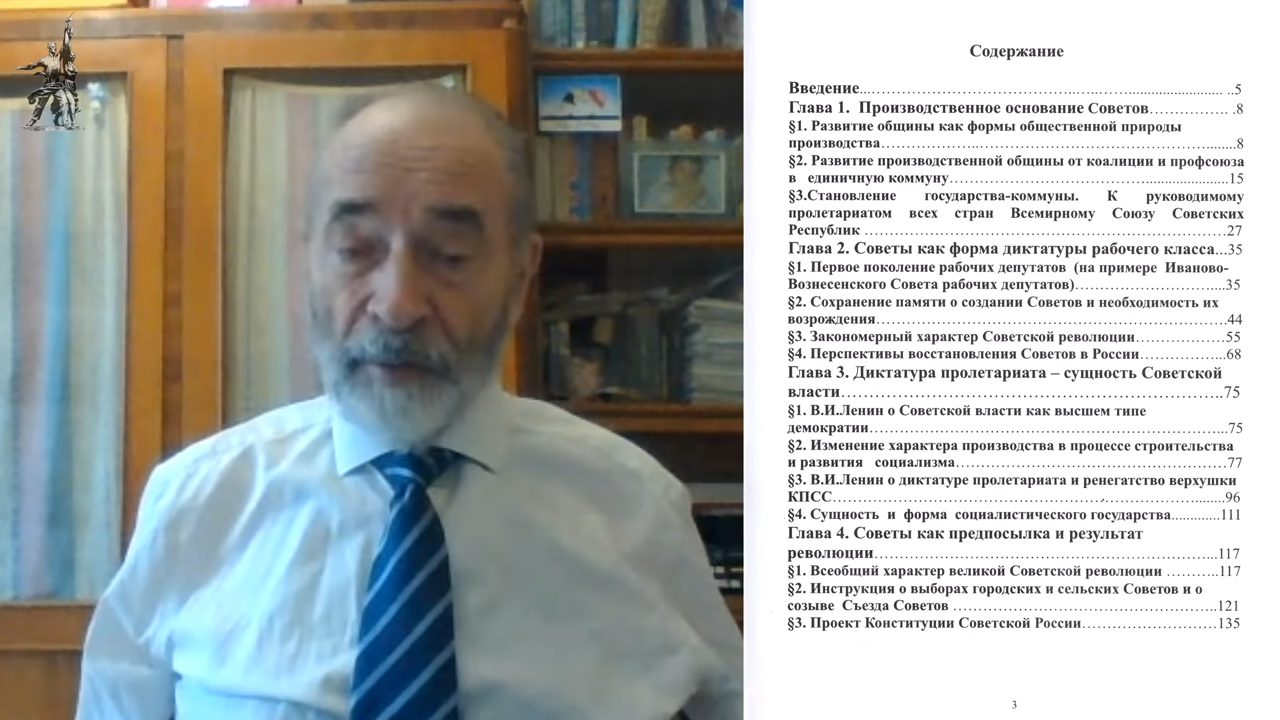 Содержание
Введение............................................................................ ..5
Глава 1.  Производственное основание Советов................ .8
§1. Развитие общины как формы общественной природы
производства..............................................................................8
§2. Развитие производственной общины от коалиции и профсоюза
в   единичную коммуну.............................................................15
§3.Становление государства-коммуны. К руководимому
пролетариатом всех стран Всемирному Союзу Советских
Республик ...............................................................................27
Глава 2. Советы как форма диктатуры рабочего класса...35
§1. Первое поколение рабочих депутатов  (на примере  Иваново-
Вознесенского Совета рабочих депутатов)..............................35
§2. Сохранение памяти о создании Советов и необходимость их
возрождения.............................................................................44
§3. Закономерный характер Советской революции..................55
§4. Перспективы восстановления Советов в России.................68
Глава 3. Диктатура пролетариата – сущность Советской
власти....................................................................................75
§1. В.И.Ленин о Советской власти как высшем типе
демократии..............................................................................75
§2. Изменение характера производства в процессе строительства
и развития   социализма...........................................................77
§3. В.И.Ленин о диктатуре пролетариата и ренегатство верхушки
КПСС.......................................................................................96
§4. Сущность  и  форма  социалистического государства............111
Глава 4. Советы как предпосылка и результат
революции.............................................................................117
§1. Всеобщий характер великой Советской революции ..........117
§2. Инструкция о выборах городских и сельских Советов и о
созыве  Съезда Советов ..........................................................121
§3. Проект Конституции Советской России..............................135
3